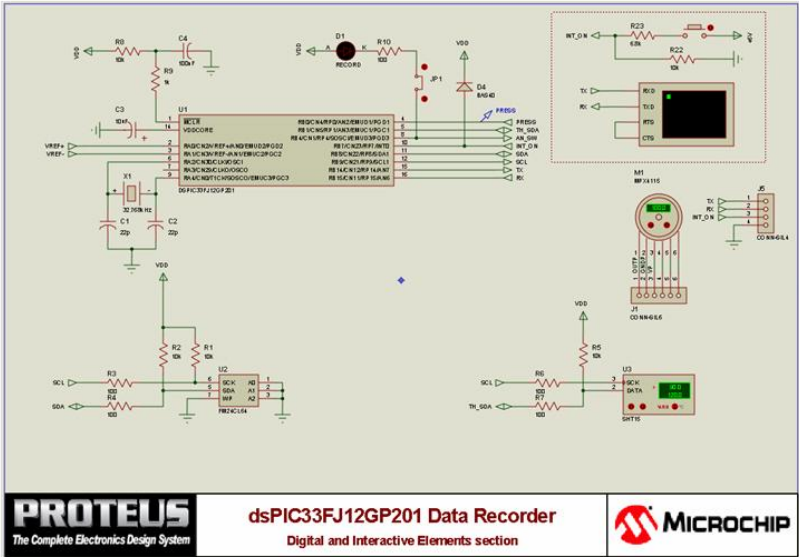 VDD
R8
10k
C4
100nF
R9
1k
C3
10nF
VREF+
VREF-
U1
MCLR
VDDCORE
DSPIC33FJ12GP201
X1
32.768kHz
C1
22p
C2
22p
VDD
D1
A
K
RECORD
R10
100
JP1
VDD
D4
BAS40
PRESS
PRESS
TH_SDA
AN_SW
INT_ON
SDA
SCL
TX
RX
INT_ON
R23
R22
10k
+5V
TX
RX
RXD
TXD
RTS
CTS
M1
MPX4115
J1
CONN-SIL6
TX
RX
INT_ON
J5
CONN-SIL4
VDD
R2
10k
R1
10k
SCL
R3
100
SDA
R4
100
U2
SCK
SDA
WP
A0
A1
A2
FM24CL64
VDD
R5
10k
SCL
R6
100
TH_SDA
R7
100
U3
SCK
DATA
SHT15
PROTEUS
The Complete Electronics Design System
dsPIC33FJ12GP201 Data Recorder
Digital and Interactive Elements section
MICROCHIP